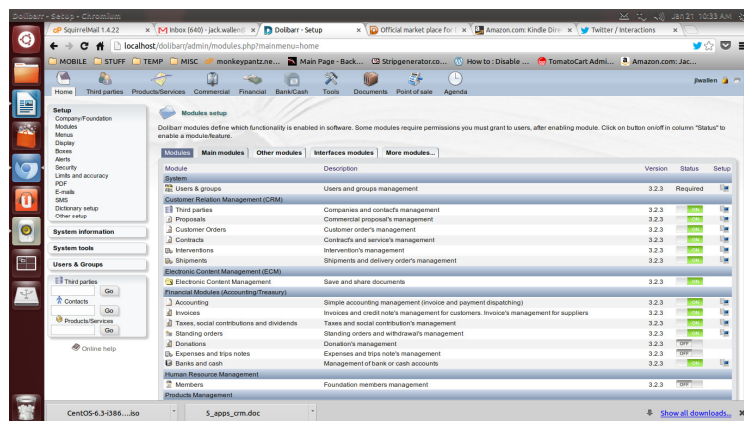 Dolibarr - Setup - Chromium
Jan 21 10:33 AM
SquirrelMail 1.4.22
Inbox (640) - jack.wallen@
Dolibarr - Setup
Official market place for
Amazon.com: Kindle Dire
Twitter / Interactions
localhost/dolibarr/admin/modules.php?mainmenu=home
MOBILE STUFF TEMP MISC monkeypantz.ne... Main Page - Back... Stripgenerator.co... How to : Disable ... TomatoCart Admi... Amazon.com: Jac...
Home Third parties Products/Services Commercial Financial Bank/Cash Tools Documents Point of sale Agenda
jlwallen
Setup
Company/Foundation
Modules
Menus
Display
Boxes
Alerts
Security
Limits and accuracy
PDF
E-mails
SMS
Dictionary setup
Other setup
System information
System tools
Users & Groups
Third parties
Go
Contacts
Go
Products/Services
Go
Online help
Modules setup
Dolibarr modules define which functionality is enabled in software. Some modules require permissions you must grant to users, after enabling module. Click on button on/off in column "Status" to
enable a module/feature.
Modules Main modules Other modules Interfaces modules More modules...
Module Description Version Status Setup
System
Users & groups Users and groups management 3.2.3 Required
Customer Relation Management (CRM)
Third parties Companies and contact's management 3.2.3 ON
Proposals Commercial proposal's management 3.2.3 ON
Customer Orders Customer order's management 3.2.3 ON
Contracts Contract's and service's management 3.2.3 ON
Interventions Intervention's management 3.2.3 ON
Shipments Shipments and delivery order's management 3.2.3 ON
Electronic Content Management (ECM)
Electronic Content Management Save and share documents 3.2.3 ON
Financial Modules (Accounting/Treasury)
Accounting Simple accounting management (invoice and payment dispatching) 3.2.3 ON
Invoices Invoices and credit note's management for customers. Invoice's management for suppliers 3.2.3 ON
Taxes, social contributions and dividends Taxes and social contribution's management 3.2.3 ON
Standing orders Standing orders and withdrawal's management 3.2.3 ON
Donations Donation's management 3.2.3 OFF
Expenses and trips notes Expenses and trips note's management 3.2.3 OFF
Banks and cash Management of bank or cash accounts 3.2.3 ON
Human Resource Management
Members Foundation members management 3.2.3 OFF
Products Management
CentOS-6.3-i386....iso
5_apps_crm.doc
Show all downloads...